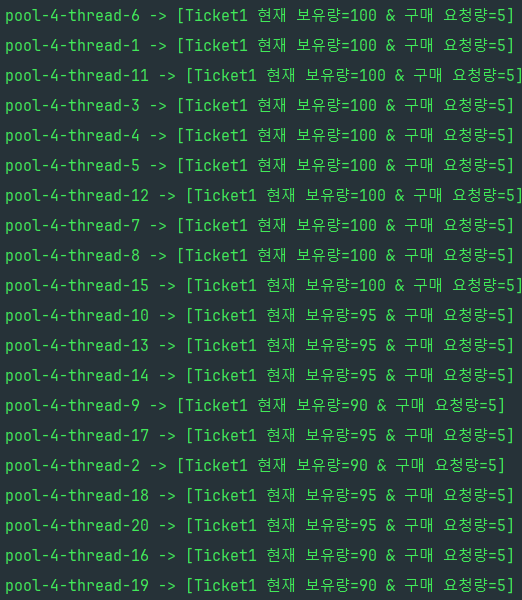 pool-4-thread-6 -> [Ticket1 현재 보유량=100 & 구매 요청량=5]
pool-4-thread-1 -> [Ticket1 현재 보유량=100 & 구매 요청량=5]
pool-4-thread-11 -> [Ticket1 현재 보유량=100 & 구매 요청량=5]
pool-4-thread-3 -> [Ticket1 현재 보유량=100 & 구매 요청량=5]
pool-4-thread-4 -> [Ticket1 현재 보유량=100 & 구매 요청량=5]
pool-4-thread-5 -> [Ticket1 현재 보유량=100 & 구매 요청량=5]
pool-4-thread-12 -> [Ticket1 현재 보유량=100 & 구매 요청량=5]
pool-4-thread-7 -> [Ticket1 현재 보유량=100 & 구매 요청량=5]
pool-4-thread-8 -> [Ticket1 현재 보유량=100 & 구매 요청량=5]
pool-4-thread-15 -> [Ticket1 현재 보유량=100 & 구매 요청량=5]
pool-4-thread-10 -> [Ticket1 현재 보유량=95 & 구매 요청량=5]
pool-4-thread-13 -> [Ticket1 현재 보유량=95 & 구매 요청량=5]
pool-4-thread-14 -> [Ticket1 현재 보유량=95 & 구매 요청량=5]
pool-4-thread-9 -> [Ticket1 현재 보유량=90 & 구매 요청량=5]
pool-4-thread-17 -> [Ticket1 현재 보유량=95 & 구매 요청량=5]
pool-4-thread-2 -> [Ticket1 현재 보유량=90 & 구매 요청량=5]
pool-4-thread-18 -> [Ticket1 현재 보유량=95 & 구매 요청량=5]
pool-4-thread-20 -> [Ticket1 현재 보유량=95 & 구매 요청량=5]
pool-4-thread-16 -> [Ticket1 현재 보유량=90 & 구매 요청량=5]
pool-4-thread-19 -> [Ticket1 현재 보유량=90 & 구매 요청량=5]